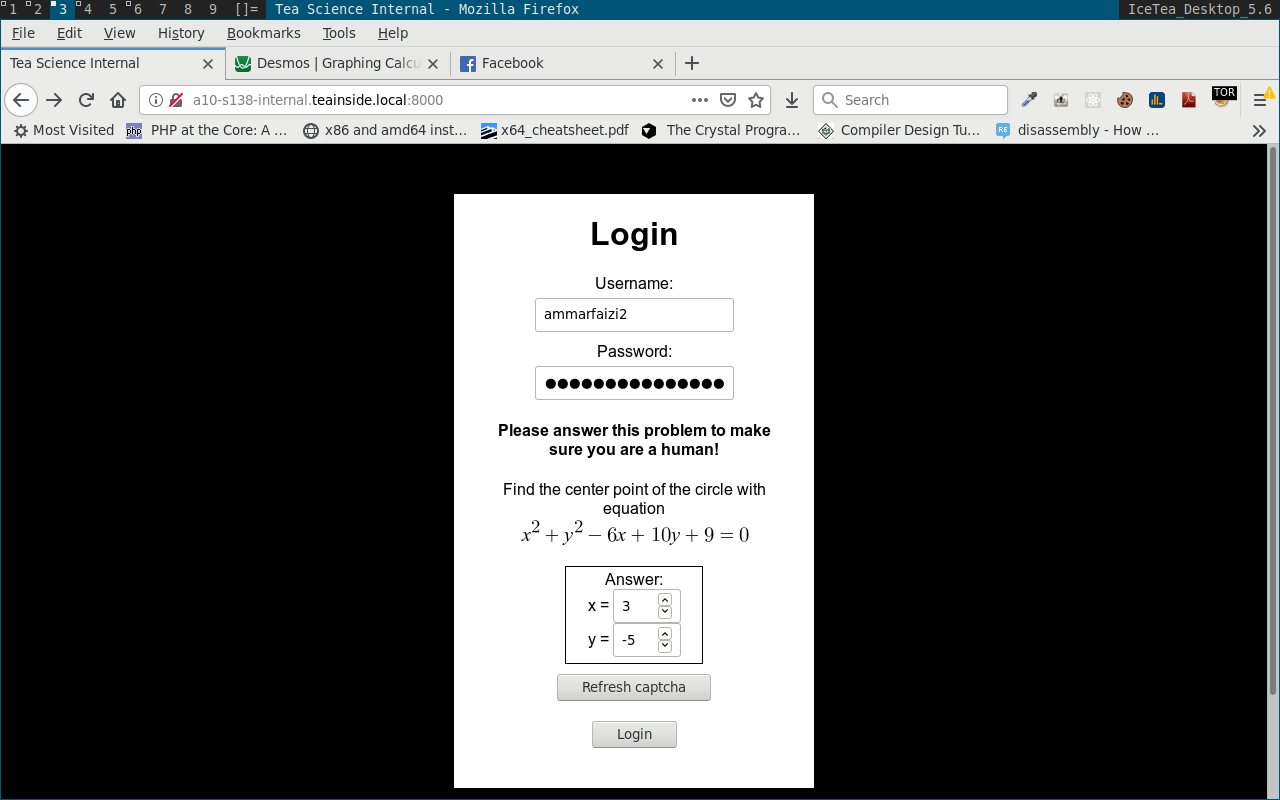 1 2 3 4 5 6 7 8 9 []= Tea Science Internal - Mozilla Firefox IceTea_Desktop_5.6
File Edit View History Bookmarks Tools Help
Tea Science Internal Desmos | Graphing Calcu Facebook
a10-s138-internal.teainside.local:8000 Search TOR
Most Visited php PHP at the Core: A ... x86 and amd64 inst... x64_cheatsheet.pdf The Crystal Progra... Compiler Design Tu... RE disassembly - How ...
Login
Username:
ammarfaizi2
Password:
●●●●●●●●●●●●●●●
Please answer this problem to make
sure you are a human!
Find the center point of the circle with
equation
x² + y² − 6x + 10y + 9 = 0
Answer:
x = 3
y = -5
Refresh captcha
Login